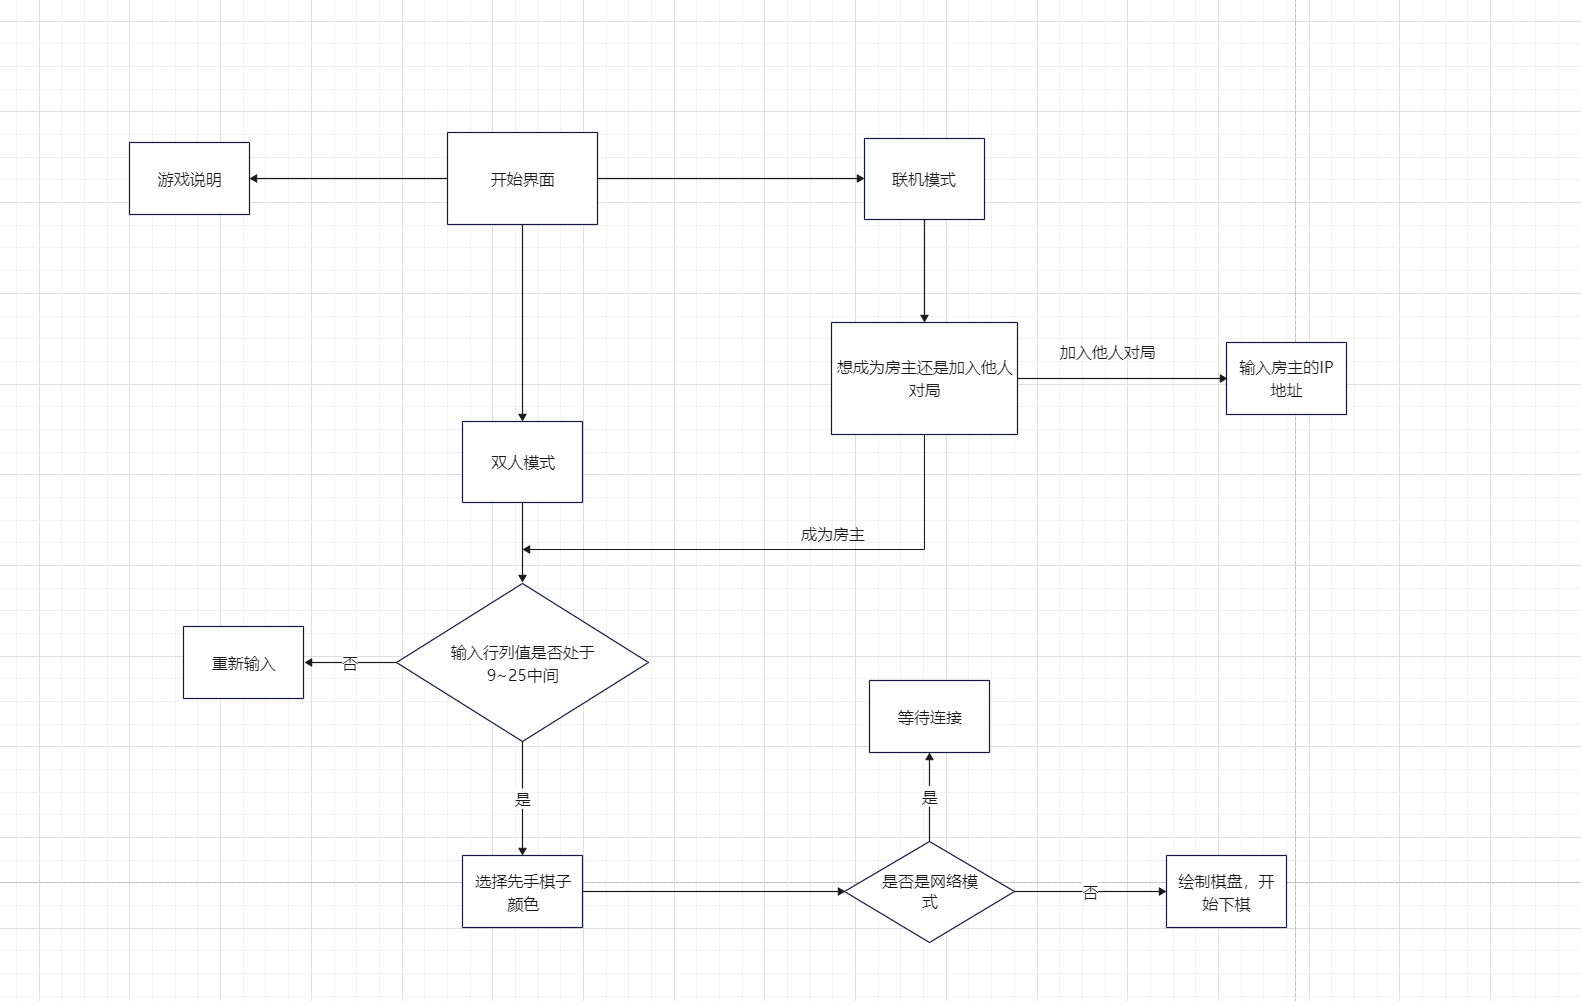 游戏说明
开始界面
联机模式
想成为房主还是加入他人
对局
加入他人对局
输入房主的IP
地址
双人模式
成为房主
输入行列值是否处于
9~25中间
否
重新输入
等待连接
是
是
选择先手棋子
颜色
是否是网络模
式
否
绘制棋盘，开
始下棋